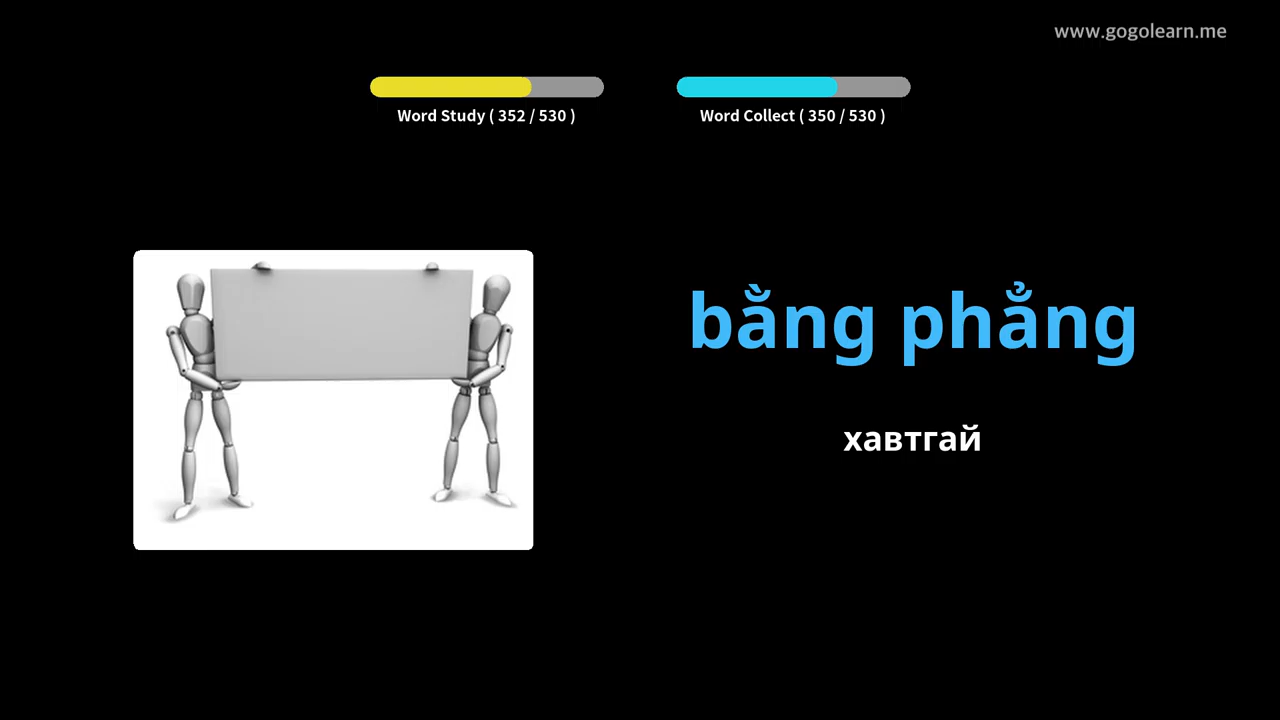 www.gogolearn.me
Word Study ( 352 / 530 )
Word Collect ( 350 / 530 )
bằng phẳng
хавтгай